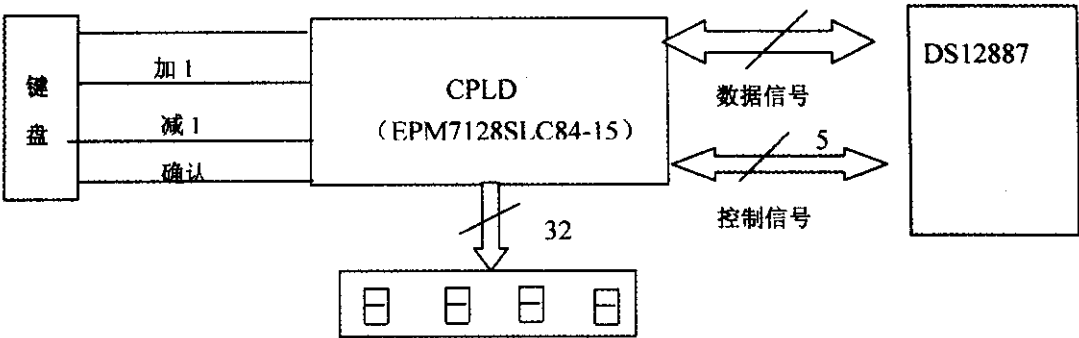 键盘
加 1
减 1
确认
CPLD
（EPM7128SLC84-15）
数据信号
5
控制信号
DS12887
32